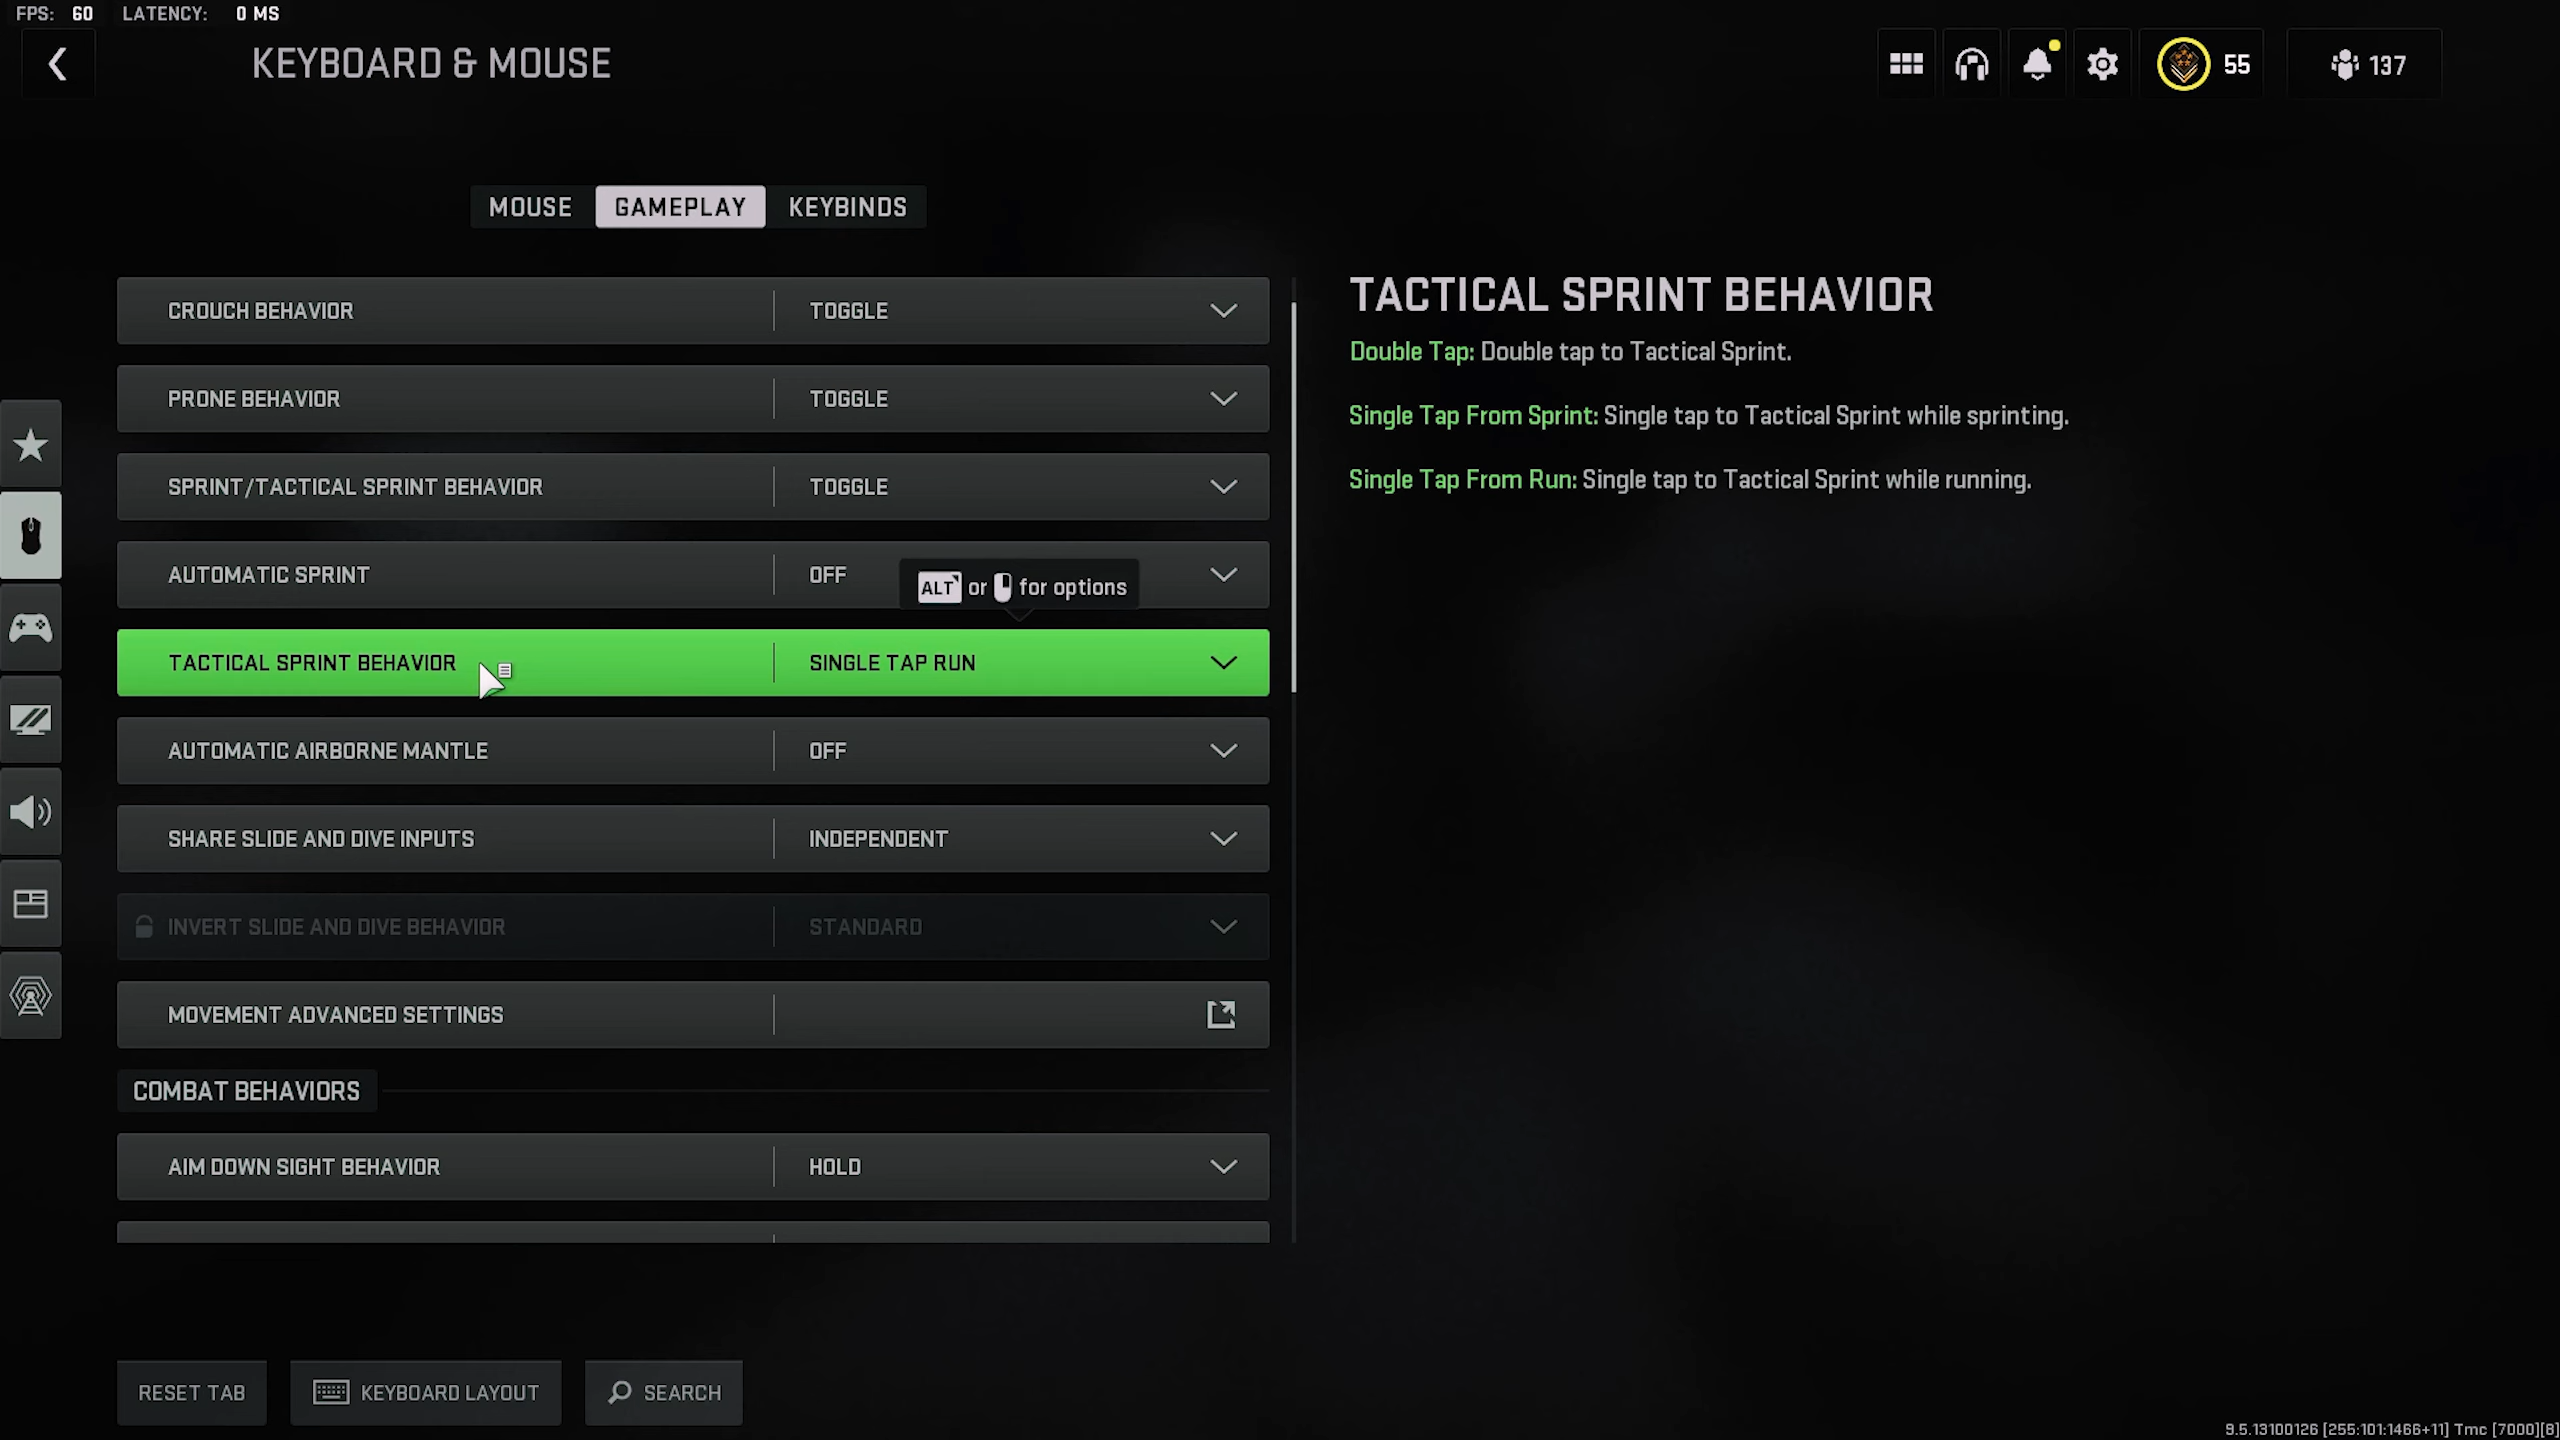 FPS: 60 LATENCY: 0 MS
KEYBOARD & MOUSE
55
137
MOUSE GAMEPLAY KEYBINDS
CROUCH BEHAVIOR TOGGLE
PRONE BEHAVIOR TOGGLE
SPRINT/TACTICAL SPRINT BEHAVIOR TOGGLE
AUTOMATIC SPRINT OFF
ALT or for options
TACTICAL SPRINT BEHAVIOR SINGLE TAP RUN
AUTOMATIC AIRBORNE MANTLE OFF
SHARE SLIDE AND DIVE INPUTS INDEPENDENT
INVERT SLIDE AND DIVE BEHAVIOR STANDARD
MOVEMENT ADVANCED SETTINGS
COMBAT BEHAVIORS
AIM DOWN SIGHT BEHAVIOR HOLD
TACTICAL SPRINT BEHAVIOR
Double Tap: Double tap to Tactical Sprint.
Single Tap From Sprint: Single tap to Tactical Sprint while sprinting.
Single Tap From Run: Single tap to Tactical Sprint while running.
RESET TAB KEYBOARD LAYOUT SEARCH
9.5.13100126 [255:101:1466+11] Tmc [7000][8]